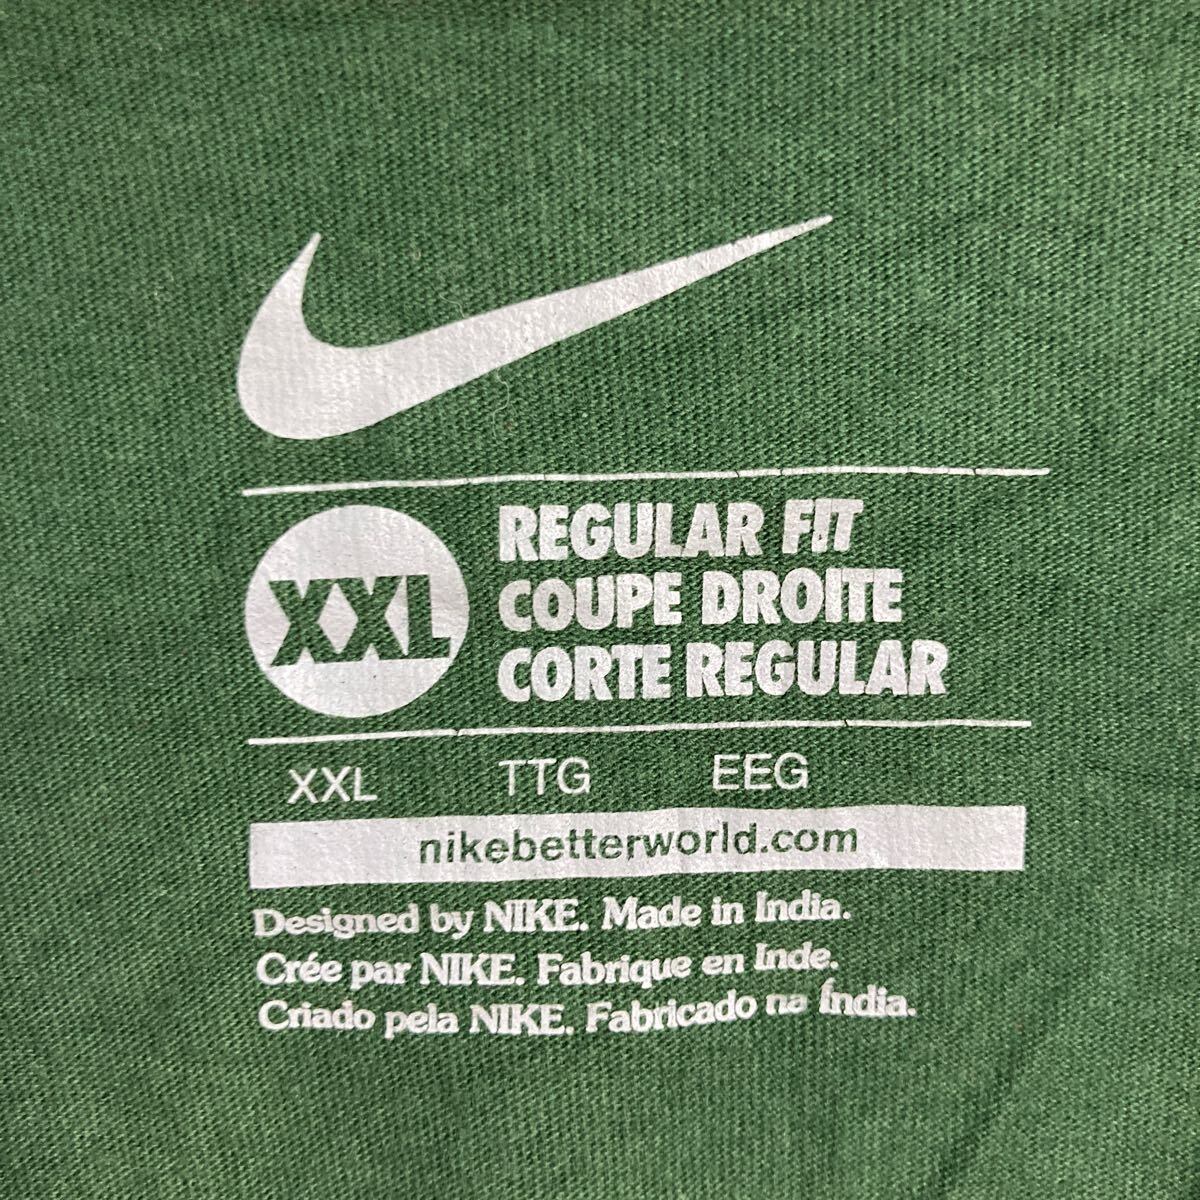 XXL
REGULAR FIT
COUPE DROITE
CORTE REGULAR
XXL TTG EEG
nikebetterworld.com
Designed by NIKE. Made in India.
Crée par NIKE. Fabrique en Inde.
Criado pela NIKE. Fabricado na Índia.